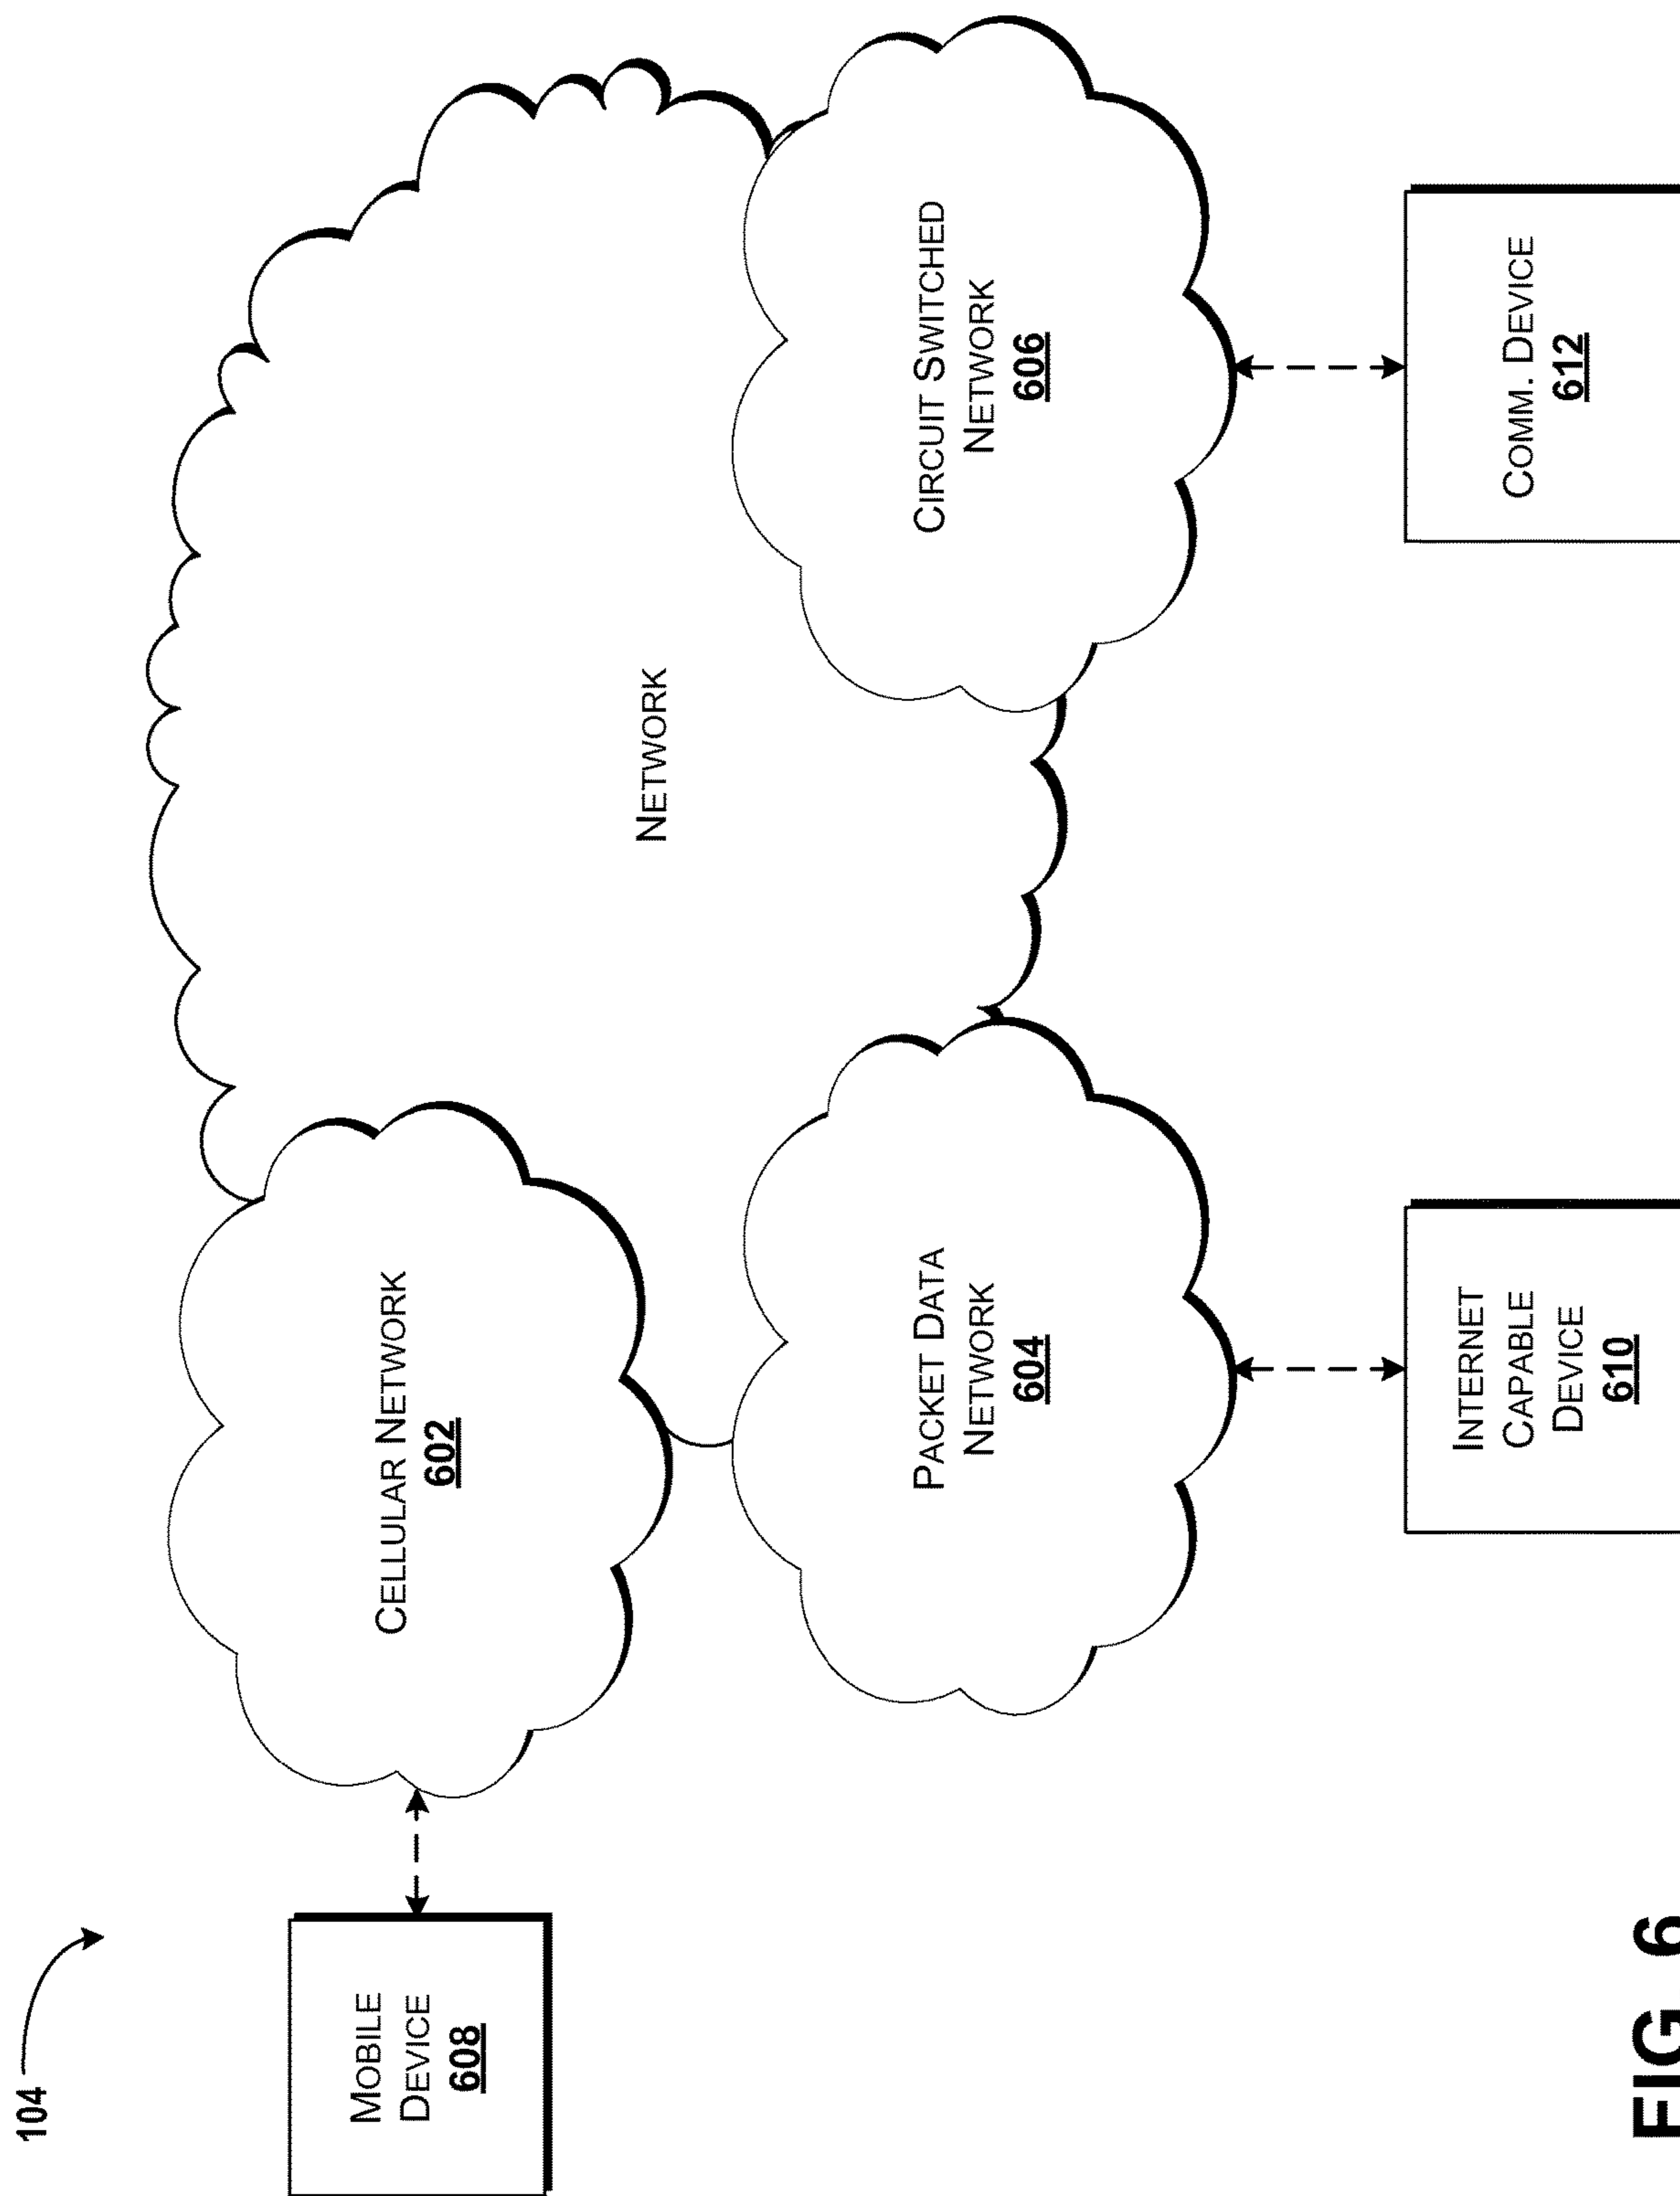 104
MOBILE
DEVICE
608
CELLULAR NETWORK
602
NETWORK
PACKET DATA
NETWORK
604
CIRCUIT SWITCHED
NETWORK
606
INTERNET
CAPABLE
DEVICE
610
COMM. DEVICE
612
FIG. 6